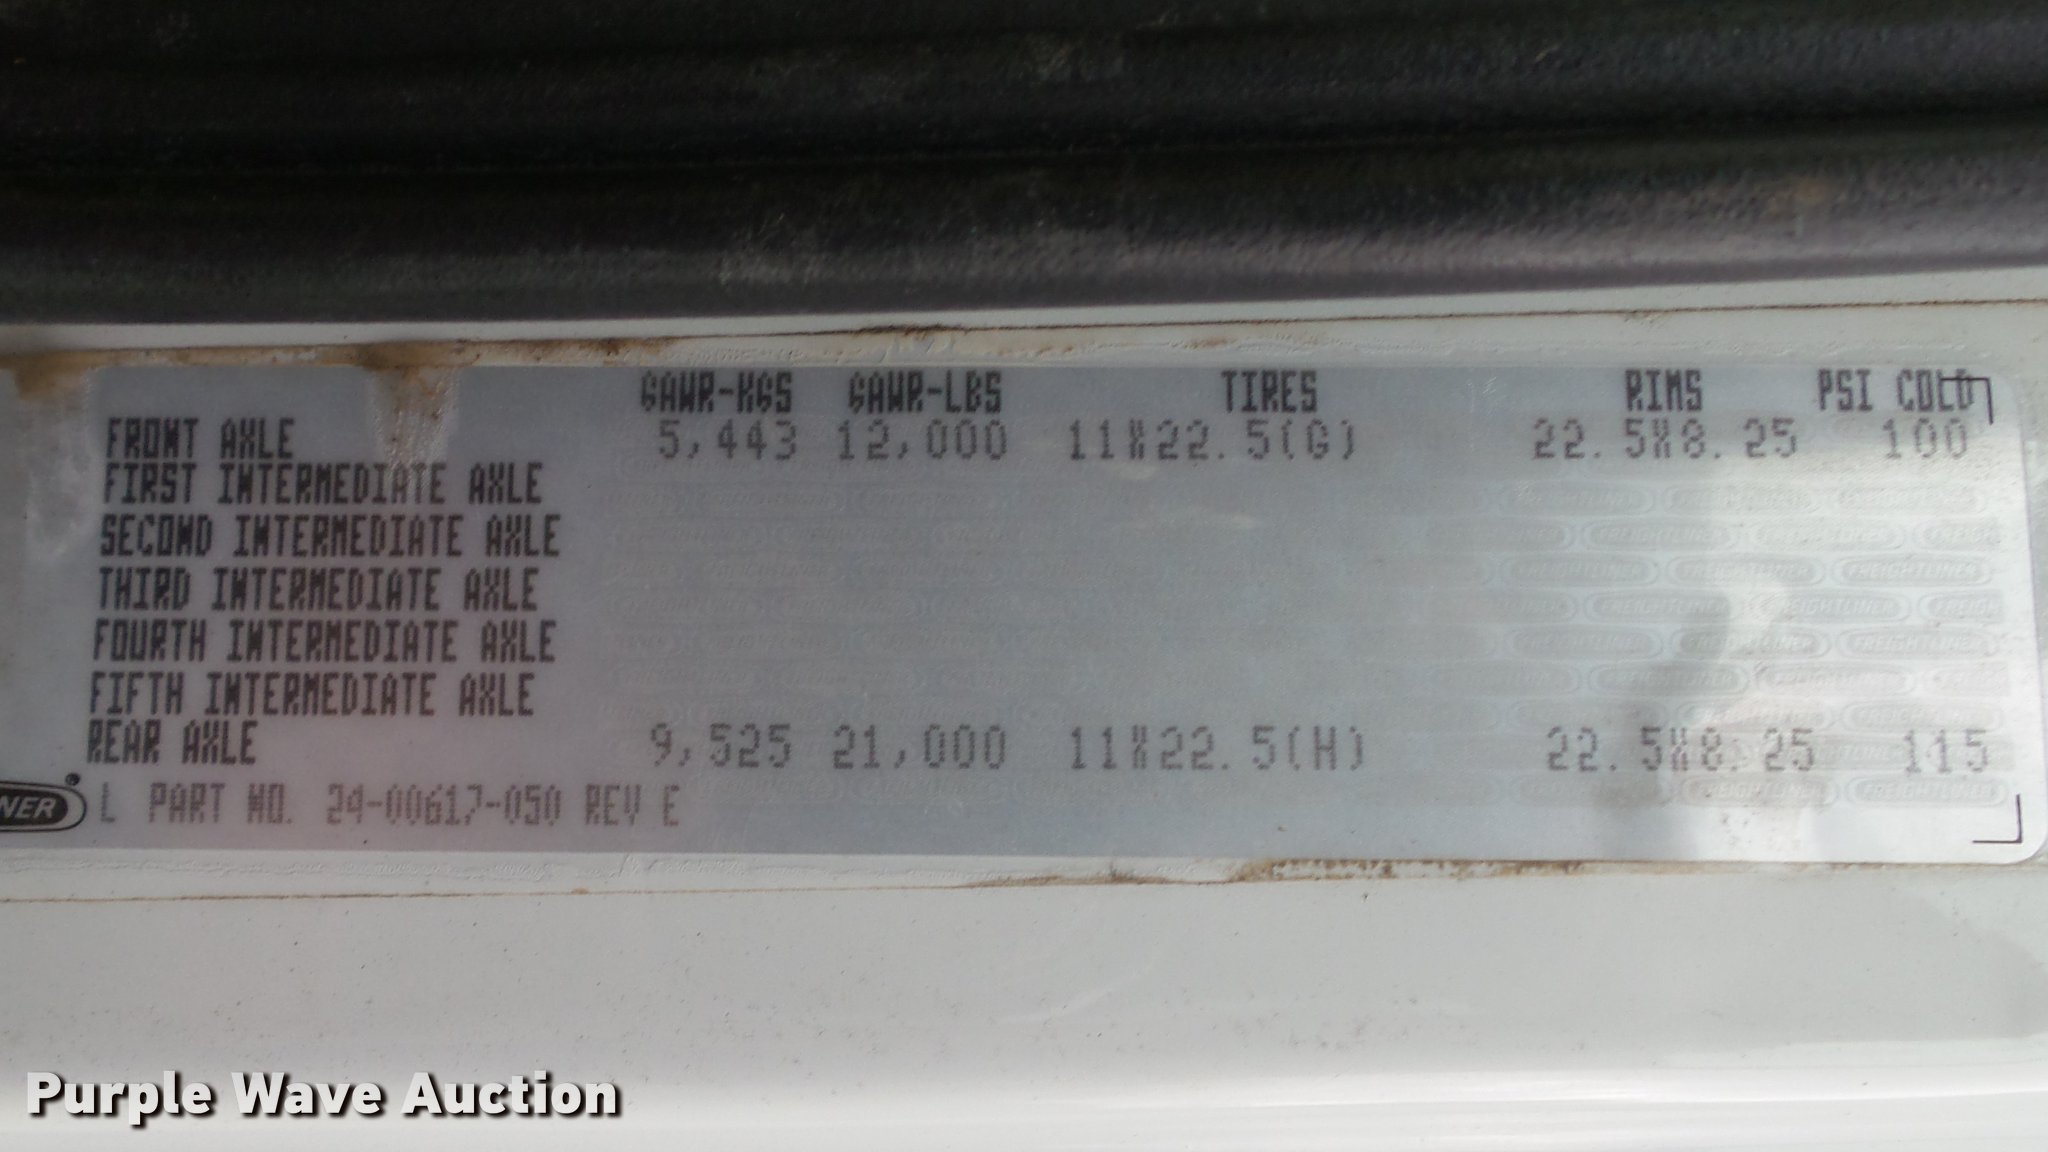 GAWR-KGS GAWR-LBS TIRES RIMS PSI COLD
FRONT AXLE 5,443 12,000 11X22.5(G) 22.5X8.25 100
FIRST INTERMEDIATE AXLE
SECOND INTERMEDIATE AXLE
THIRD INTERMEDIATE AXLE
FOURTH INTERMEDIATE AXLE
FIFTH INTERMEDIATE AXLE
REAR AXLE 9,525 21,000 11X22.5(H) 22.5X8.25 115
NER L PART NO. 24-00617-050 REV E
FREIGHTLINER
Purple Wave Auction